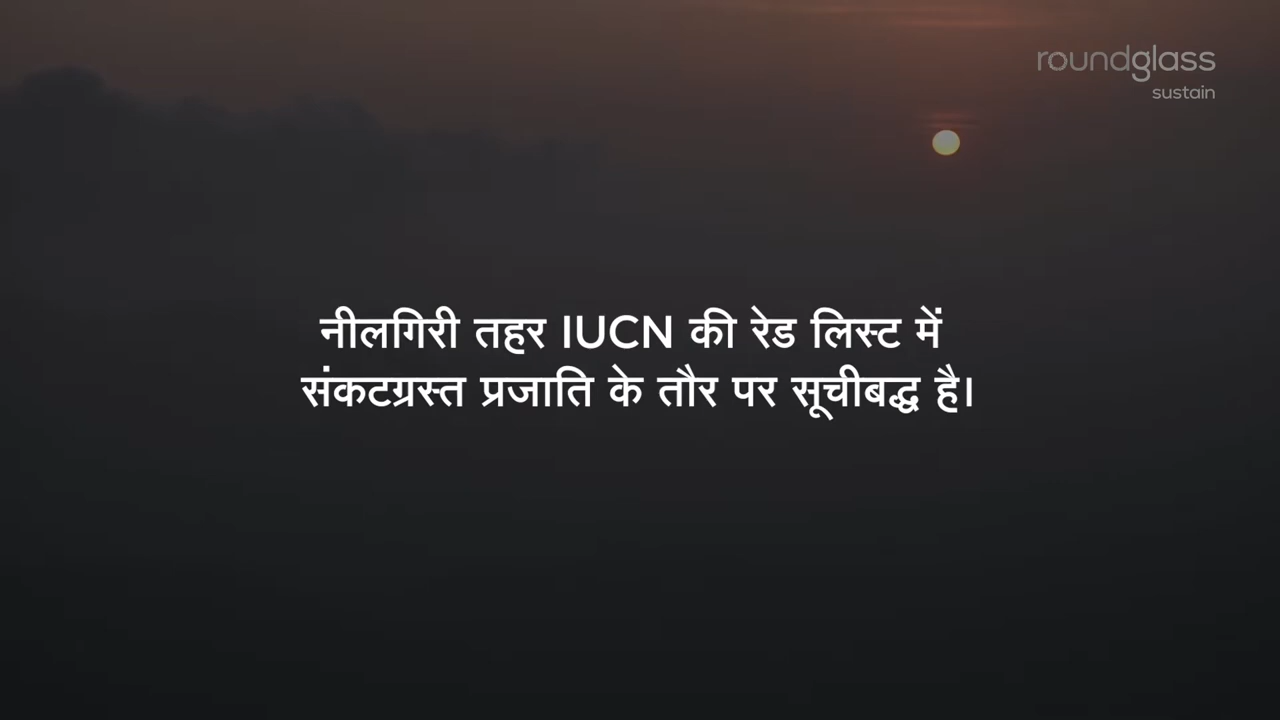 roundglass
sustain
नीलगिरी तहर IUCN की रेड लिस्ट में
संकटग्रस्त प्रजाति के तौर पर सूचीबद्ध है।